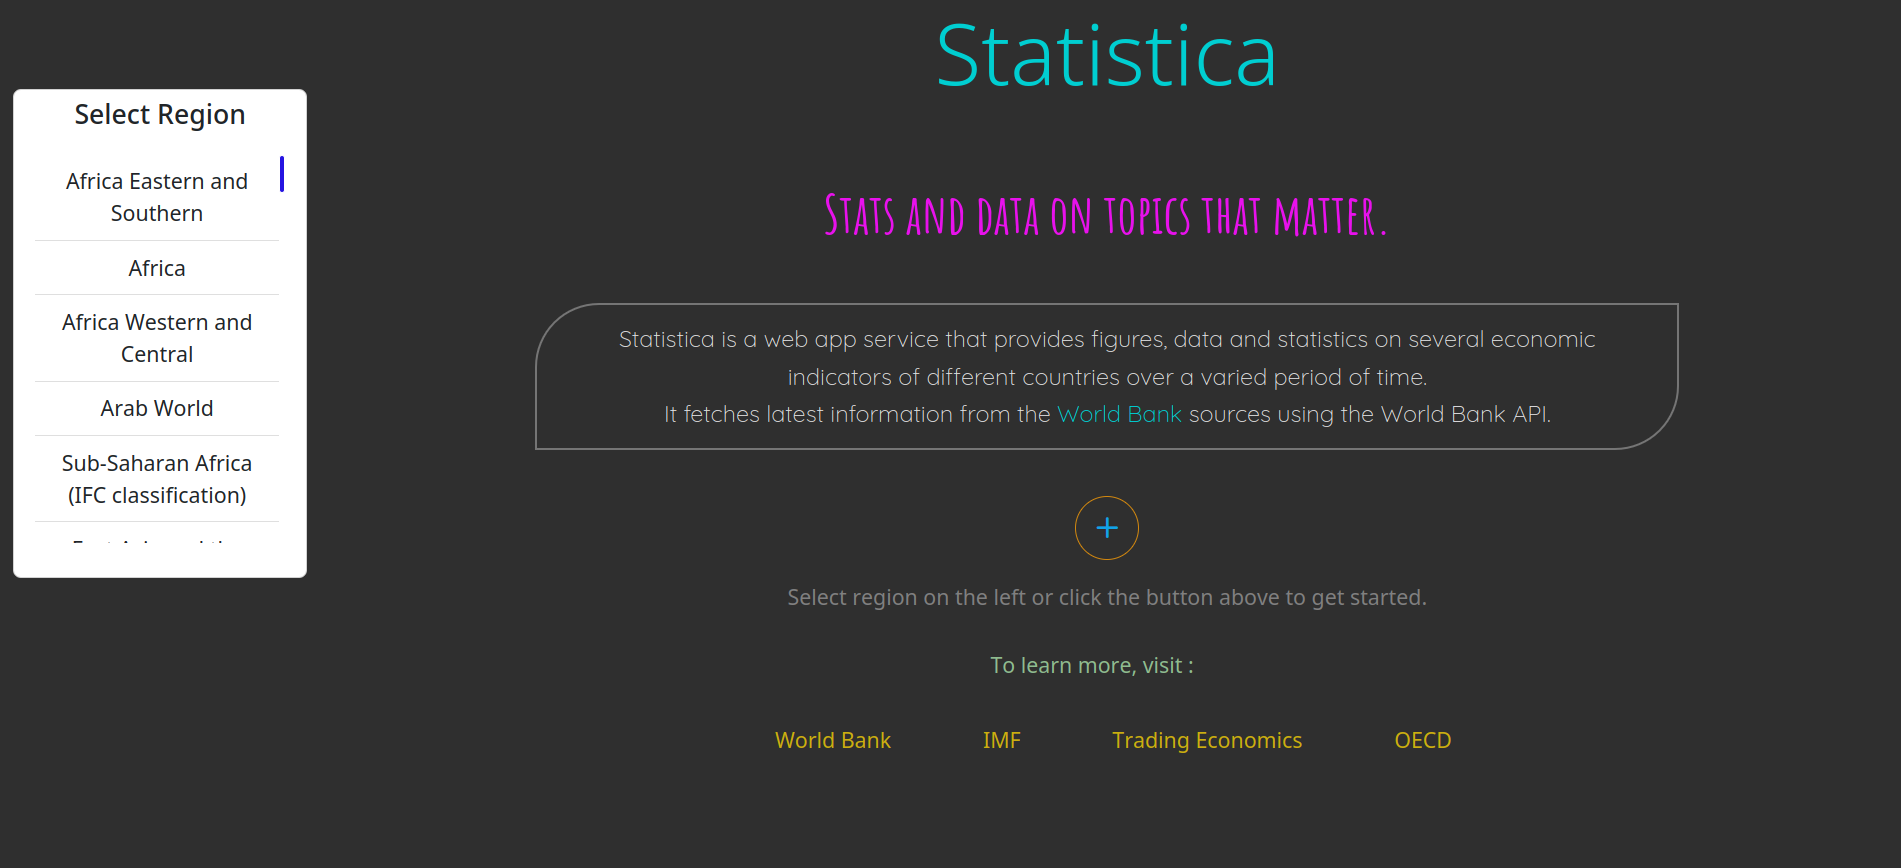 Statistica
Select Region
Africa Eastern and
Southern
Africa
Africa Western and
Central
Arab World
Sub-Saharan Africa
(IFC classification)
Stats and data on topics that matter.
Statistica is a web app service that provides figures, data and statistics on several economic
indicators of different countries over a varied period of time.
It fetches latest information from the World Bank sources using the World Bank API.
+
Select region on the left or click the button above to get started.
To learn more, visit :
World Bank IMF Trading Economics OECD